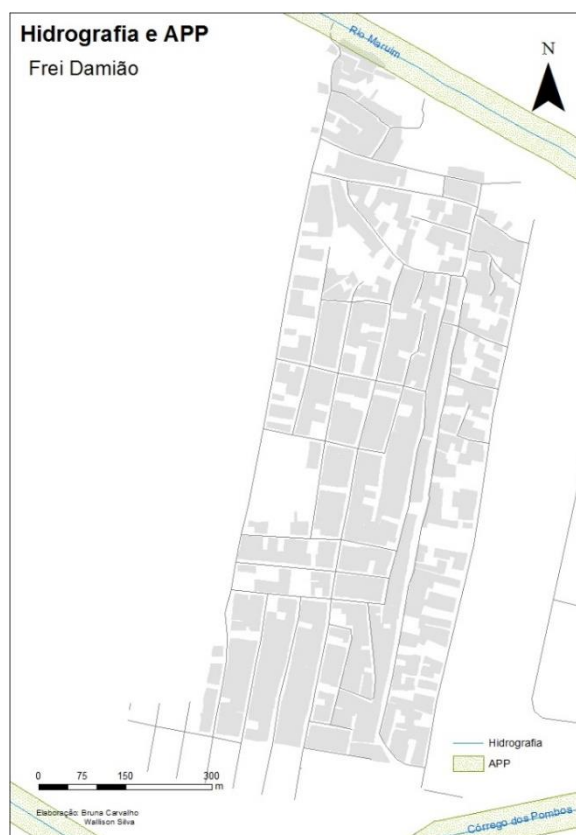 Hidrografia e APP
Frei Damião
Rio Maruim
N
Hidrografia
APP
0 75 150 300
m
Elaboração: Bruna Carvalho
Wallison Silva
Córrego dos Pombos